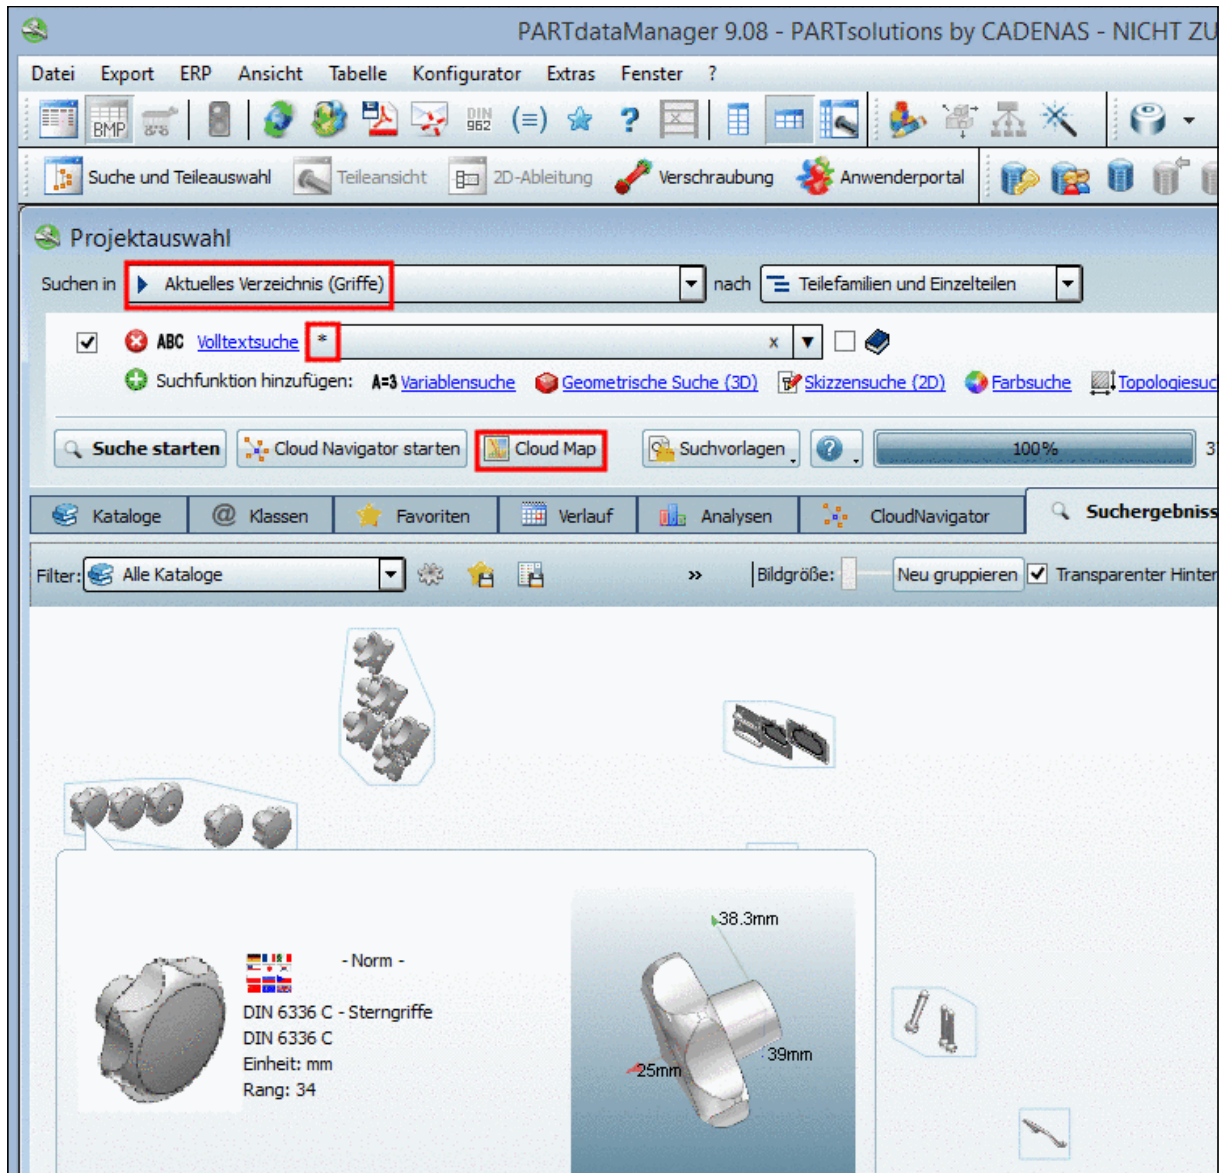 PARTdataManager 9.08 - PARTsolutions by CADENAS - NICHT ZU
Datei Export ERP Ansicht Tabelle Konfigurator Extras Fenster ?
BMP DIN 962 (=) ?
Suche und Teileauswahl Teileansicht 2D-Ableitung Verschraubung Anwenderportal
Projektauswahl
Suchen in Aktuelles Verzeichnis (Griffe) nach Teilefamilien und Einzelteilen
ABC Volltextsuche * x
Suchfunktion hinzufügen: A=3 Variablensuche Geometrische Suche (3D) Skizzensuche (2D) Farbsuche Topologiesuc
Suche starten Cloud Navigator starten Cloud Map Suchvorlagen ? 100% 3
Kataloge @ Klassen Favoriten Verlauf Analysen CloudNavigator Suchergebniss
Filter: Alle Kataloge » Bildgröße: Neu gruppieren Transparenter Hinter
38.3mm
- Norm -
DIN 6336 C - Sterngriffe
DIN 6336 C
Einheit: mm
Rang: 34
39mm
25mm